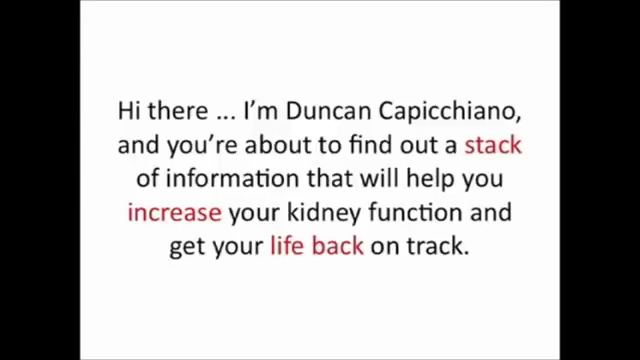 Hi there ... I'm Duncan Capicchiano,
and you're about to find out a stack
of information that will help you
increase your kidney function and
get your life back on track.